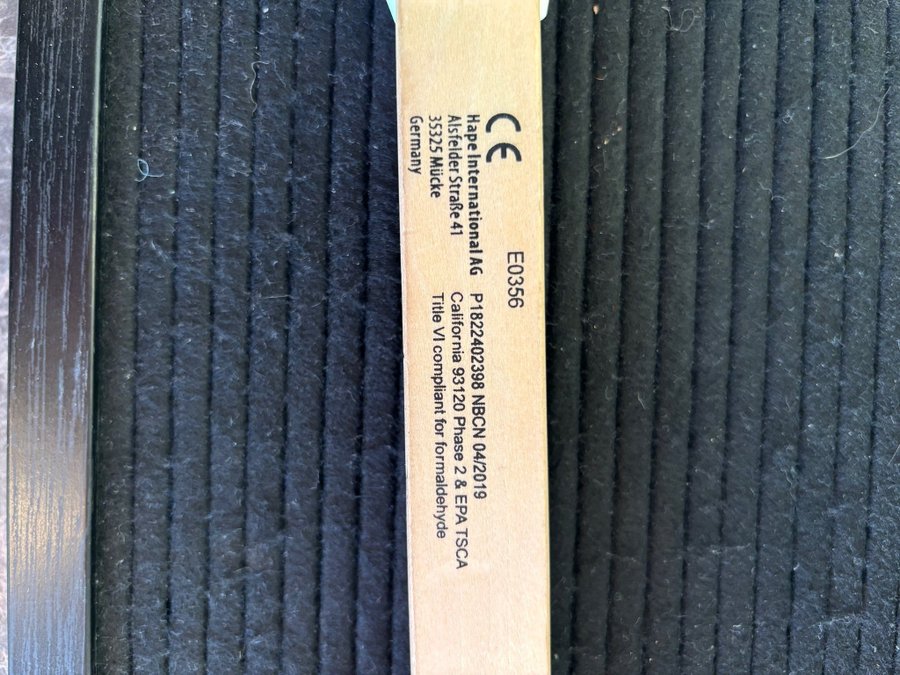 CE
Hape International AG
Alsfelder Straße 41
35325 Mücke
Germany
E0356
P1822402398 NBCN 04/2019
California 93120 Phase 2 & EPA TSCA
Title VI compliant for formaldehyde